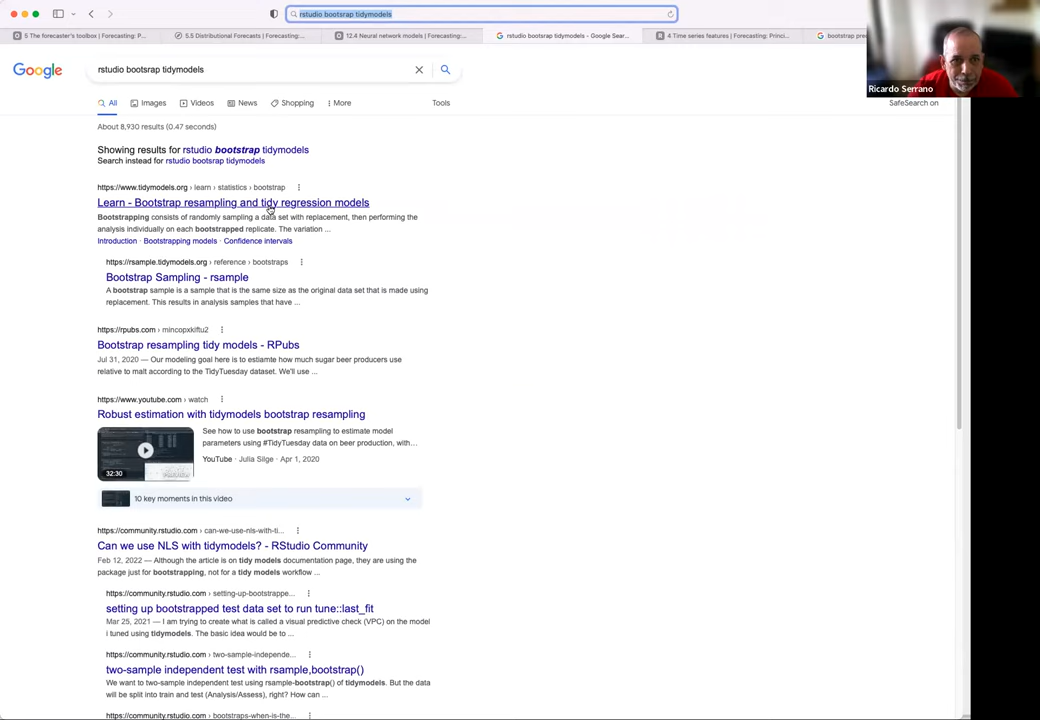 rstudio bootsrap tidymodels
5 The forecaster's toolbox | Forecasting: P...
5.5 Distributional Forecasts | Forecasting:...
12.4 Neural network models | Forecasting:...
rstudio bootsrap tidymodels - Google Sear...
4 Time series features | Forecasting: Princi...
bootstrap pre
Ricardo Serrano
Google
rstudio bootsrap tidymodels
All
Images
Videos
News
Shopping
More
Tools
SafeSearch on
About 8,930 results (0.47 seconds)
Showing results for rstudio bootstrap tidymodels
Search instead for rstudio bootsrap tidymodels
https://www.tidymodels.org › learn › statistics › bootstrap
Learn - Bootstrap resampling and tidy regression models
Bootstrapping consists of randomly sampling a data set with replacement, then performing the
analysis individually on each bootstrapped replicate. The variation ...
Introduction · Bootstrapping models · Confidence intervals
https://rsample.tidymodels.org › reference › bootstraps
Bootstrap Sampling - rsample
A bootstrap sample is a sample that is the same size as the original data set that is made using
replacement. This results in analysis samples that have ...
https://rpubs.com › mincopxkiftu2
Bootstrap resampling tidy models - RPubs
Jul 31, 2020 — Our modeling goal here is to estiamte how much sugar beer producers use
relative to malt according to the TidyTuesday dataset. We'll use ...
https://www.youtube.com › watch
Robust estimation with tidymodels bootstrap resampling
See how to use bootstrap resampling to estimate model
parameters using #TidyTuesday data on beer production, with...
YouTube · Julia Silge · Apr 1, 2020
PREVIEW
32:30
10 key moments in this video
https://community.rstudio.com › can-we-use-nls-with-ti...
Can we use NLS with tidymodels? - RStudio Community
Feb 12, 2022 — Although the article is on tidy models documentation page, they are using the
package just for bootstrapping, not for a tidy models workflow ...
https://community.rstudio.com › setting-up-bootstrappe...
setting up bootstrapped test data set to run tune::last_fit
Mar 25, 2021 — I am trying to create what is called a visual predictive check (VPC) on the model
i tuned using tidymodels. The basic idea would be to ...
https://community.rstudio.com › two-sample-independe...
two-sample independent test with rsample,bootstrap()
We want to two-sample independent test using rsample-bootstrap() of tidymodels. But the data
will be split into train and test (Analysis/Assess), right? How can ...
https://community.rstudio.com › bootstraps-when-is-the...